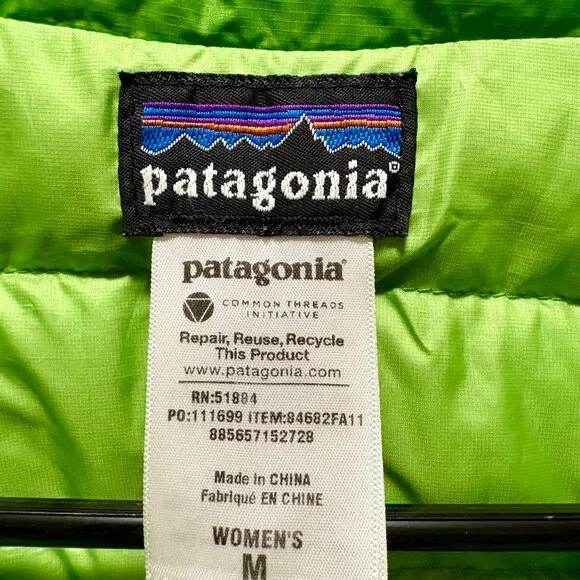 patagonia®
patagonia®
COMMON THREADS
INITIATIVE
Repair, Reuse, Recycle
This Product
www.patagonia.com
RN:51884
PO:111699 ITEM:84682FA11
885657152728
Made in CHINA
Fabriqué EN CHINE
WOMEN'S
M